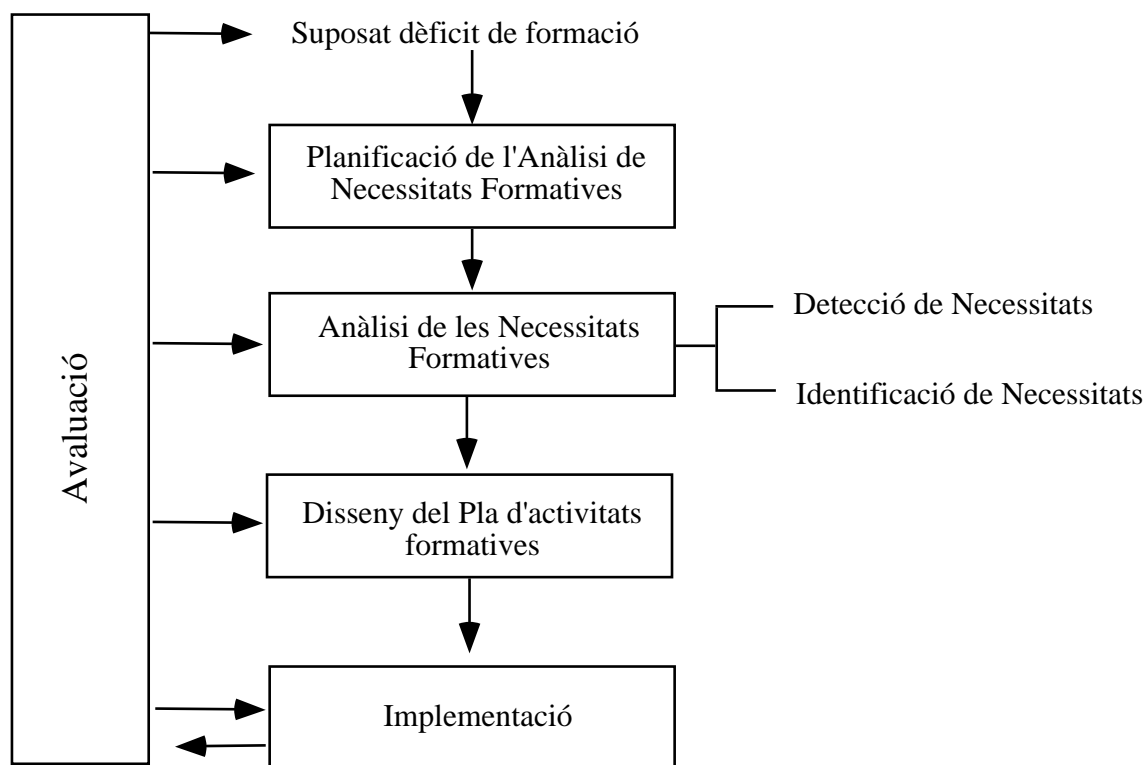 Suposat dèficit de formació
Planificació de l'Anàlisi de
Necessitats Formatives
Anàlisi de les Necessitats
Formatives
Detecció de Necessitats
Identificació de Necessitats
Avaluació
Disseny del Pla d'activitats
formatives
Implementació